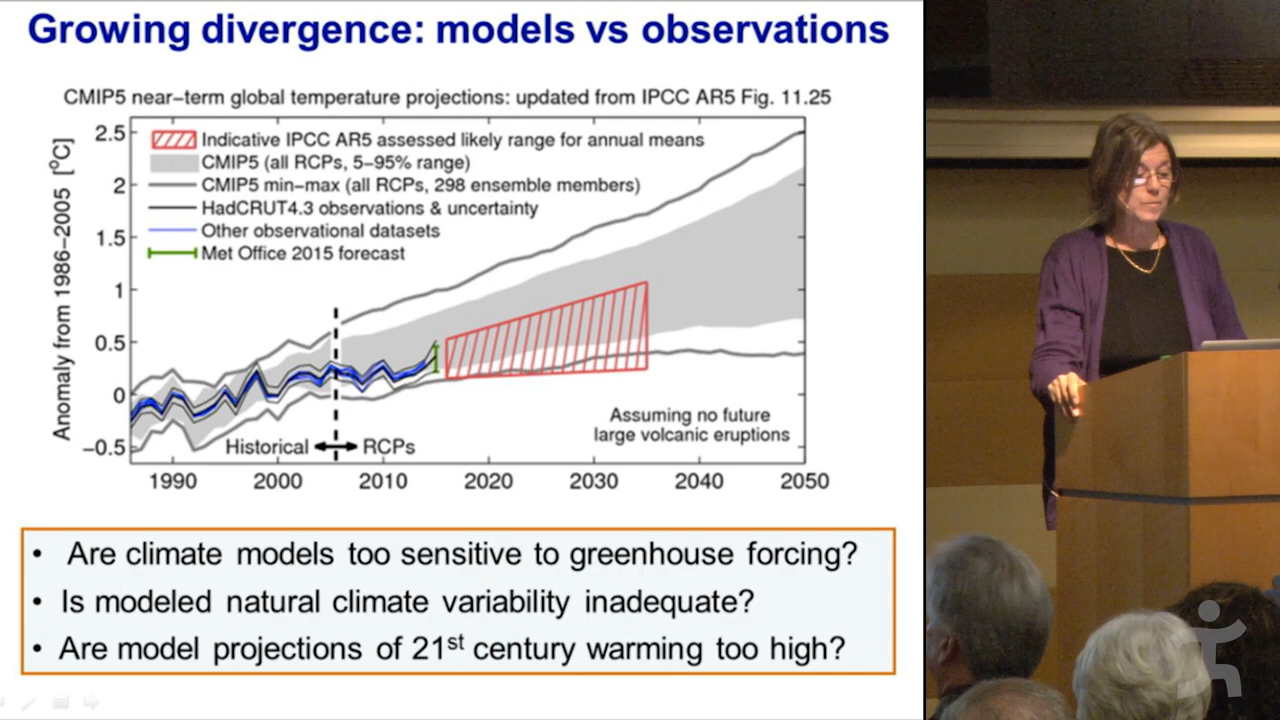 Growing divergence: models vs observations
CMIP5 near−term global temperature projections: updated from IPCC AR5 Fig. 11.25
Anomaly from 1986−2005 [°C]
2.5
2
1.5
1
0.5
0
−0.5
Indicative IPCC AR5 assessed likely range for annual means
CMIP5 (all RCPs, 5−95% range)
CMIP5 min−max (all RCPs, 298 ensemble members)
HadCRUT4.3 observations & uncertainty
Other observational datasets
Met Office 2015 forecast
Assuming no future
large volcanic eruptions
Historical RCPs
1990 2000 2010 2020 2030 2040 2050
• Are climate models too sensitive to greenhouse forcing?
• Is modeled natural climate variability inadequate?
• Are model projections of 21st century warming too high?